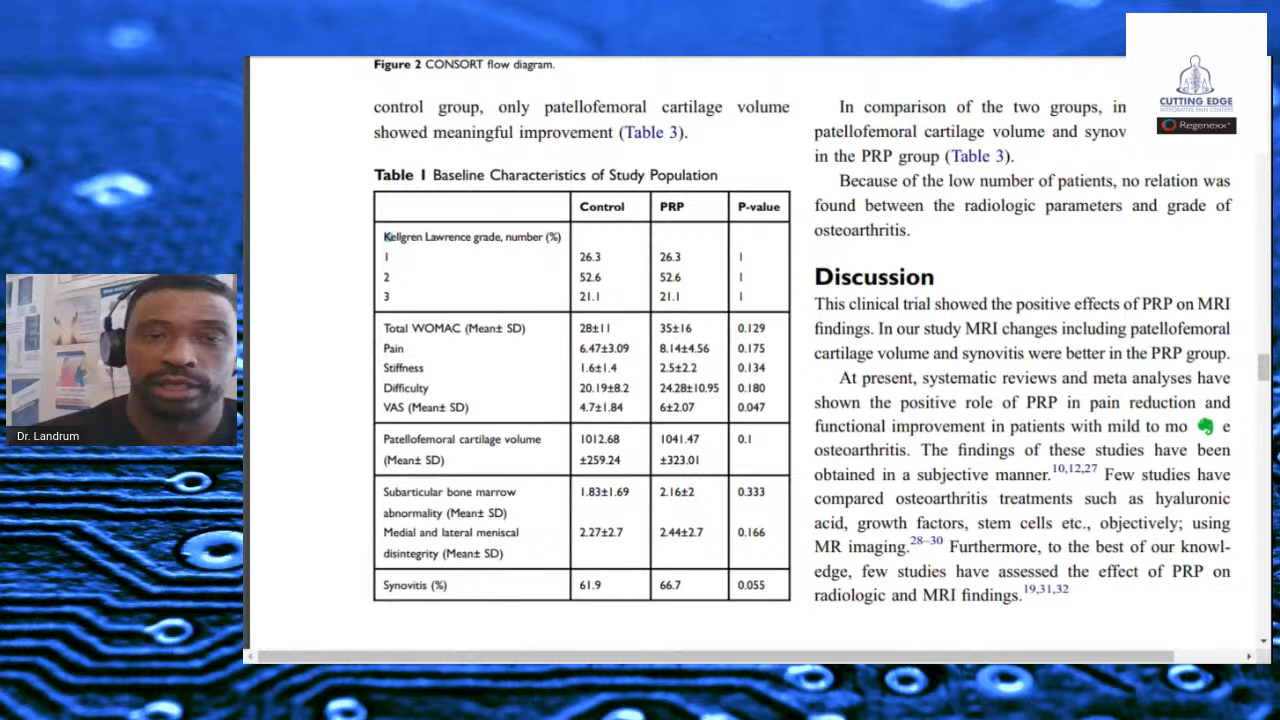 Figure 2 CONSORT flow diagram.
control group, only patellofemoral cartilage volume
showed meaningful improvement (Table 3).
Table 1 Baseline Characteristics of Study Population
Control PRP P-value
Kellgren Lawrence grade, number (%)
1 26.3 26.3 1
2 52.6 52.6 1
3 21.1 21.1 1
Total WOMAC (Mean± SD) 28±11 35±16 0.129
Pain 6.47±3.09 8.14±4.56 0.175
Stiffness 1.6±1.4 2.5±2.2 0.134
Difficulty 20.19±8.2 24.28±10.95 0.180
VAS (Mean± SD) 4.7±1.84 6±2.07 0.047
Patellofemoral cartilage volume 1012.68 1041.47 0.1
(Mean± SD) ±259.24 ±323.01
Subarticular bone marrow 1.83±1.69 2.16±2 0.333
abnormality (Mean± SD)
Medial and lateral meniscal 2.27±2.7 2.44±2.7 0.166
disintegrity (Mean± SD)
Synovitis (%) 61.9 66.7 0.055
In comparison of the two groups, in
patellofemoral cartilage volume and synov
in the PRP group (Table 3).
Because of the low number of patients, no relation was
found between the radiologic parameters and grade of
osteoarthritis.
Discussion
This clinical trial showed the positive effects of PRP on MRI
findings. In our study MRI changes including patellofemoral
cartilage volume and synovitis were better in the PRP group.
At present, systematic reviews and meta analyses have
shown the positive role of PRP in pain reduction and
functional improvement in patients with mild to mo e
osteoarthritis. The findings of these studies have been
obtained in a subjective manner.10,12,27 Few studies have
compared osteoarthritis treatments such as hyaluronic
acid, growth factors, stem cells etc., objectively; using
MR imaging.28–30 Furthermore, to the best of our knowl-
edge, few studies have assessed the effect of PRP on
radiologic and MRI findings.19,31,32
CUTTING EDGE
INTEGRATIVE PAIN CENTERS
Regenexx
Dr. Landrum